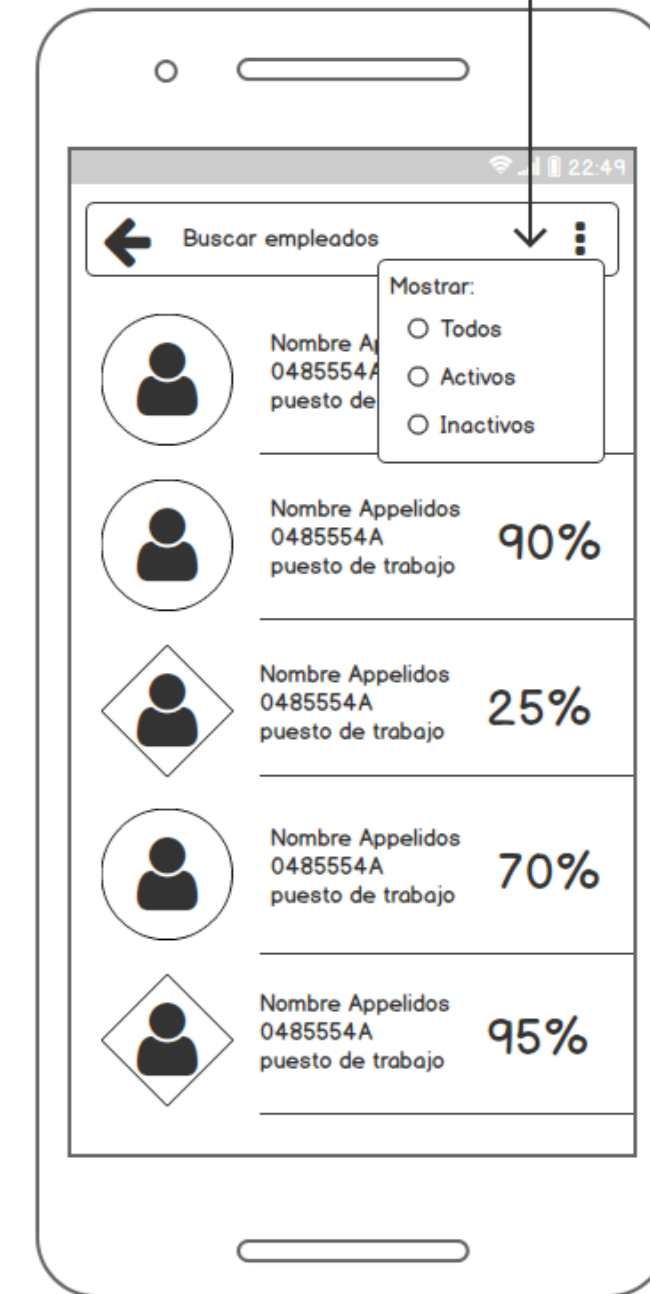 22:49
Buscar empleados
Mostrar:
Todos
Activos
Inactivos
Nombre
0485554A
puesto de
Nombre Appelidos
0485554A
puesto de trabajo
90%
Nombre Appelidos
0485554A
puesto de trabajo
25%
Nombre Appelidos
0485554A
puesto de trabajo
70%
Nombre Appelidos
0485554A
puesto de trabajo
95%